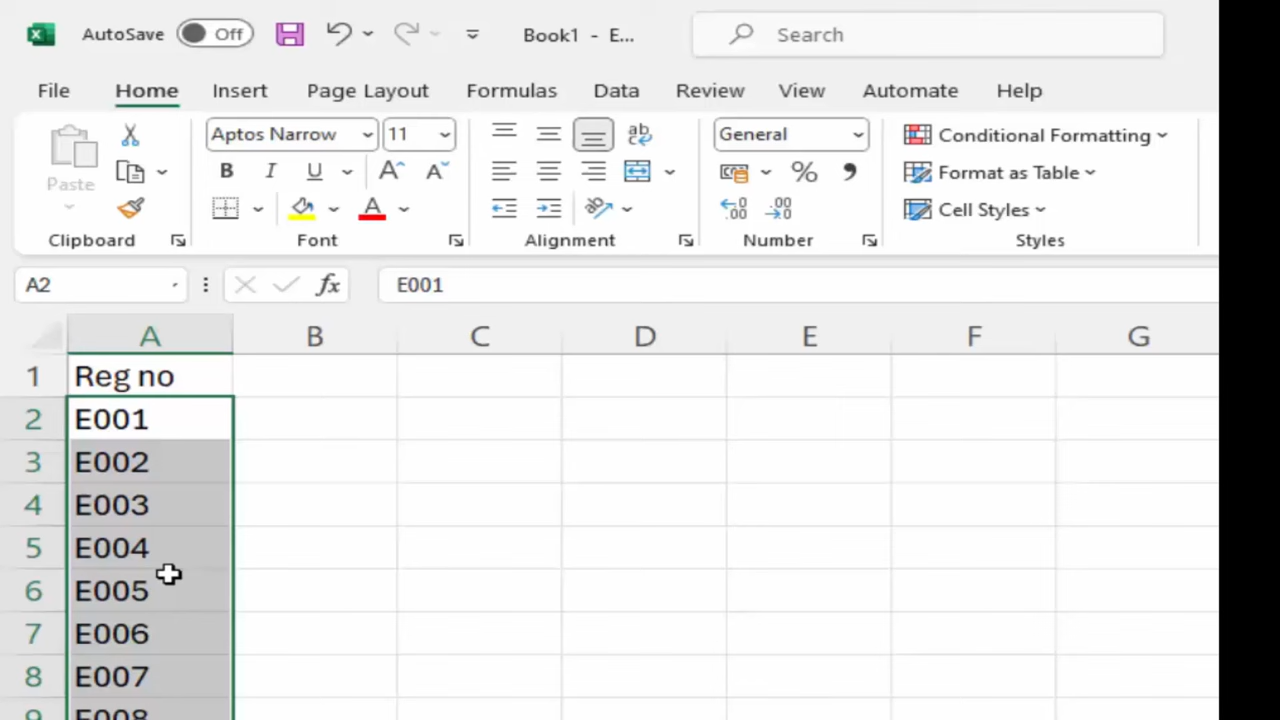 AutoSave Off Book1 - E... Search
File Home Insert Page Layout Formulas Data Review View Automate Help
Paste
Aptos Narrow 11
General
Conditional Formatting
B I U A A
% ,
Format as Table
A
Cell Styles
Clipboard Font Alignment Number Styles
A2 fx E001
A B C D E F G
1 Reg no
2 E001
3 E002
4 E003
5 E004
6 E005
7 E006
8 E007
9 E008